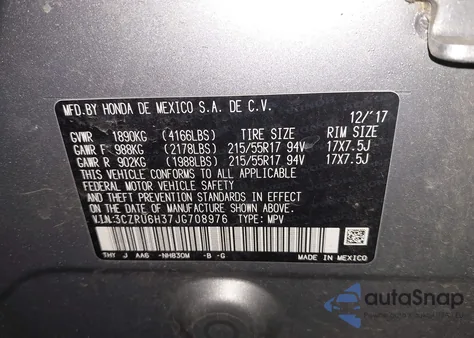 MFD.BY HONDA DE MEXICO S.A. DE C.V.
12/'17
GVWR 1890KG (4166LBS) TIRE SIZE RIM SIZE
GAWR F 988KG (2178LBS) 215/55R17 94V 17X7.5J
GAWR R 902KG (1988LBS) 215/55R17 94V 17X7.5J
THIS VEHICLE CONFORMS TO ALL APPLICABLE
FEDERAL MOTOR VEHICLE SAFETY
AND THEFT PREVENTION STANDARDS IN EFFECT ON
THE DATE OF MANUFACTURE SHOWN ABOVE.
V.I.N:3CZRU6H37JG708976 TYPE: MPV
THY J AA6 -NH830M -B -G MADE IN MEXICO
autoSnap